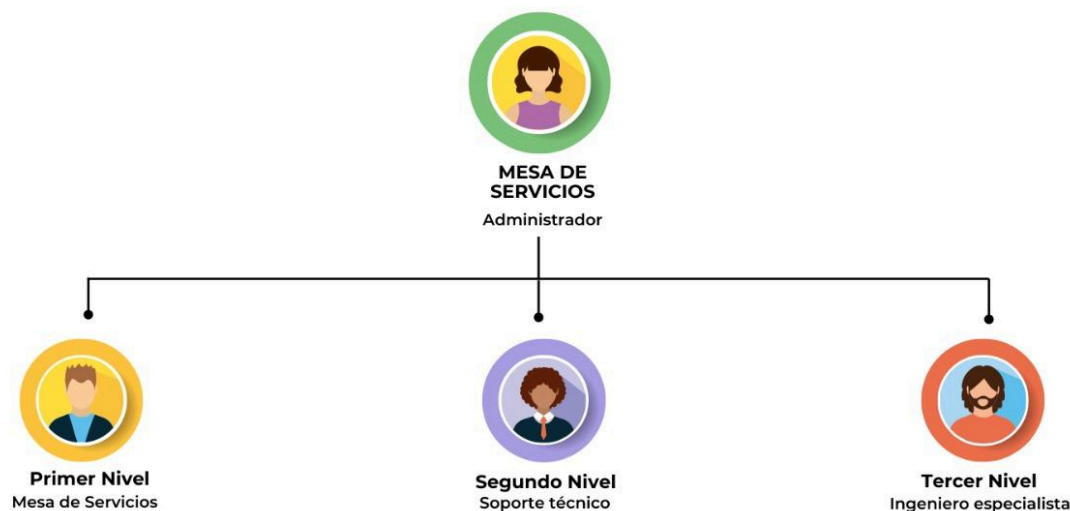 MESA DE
SERVICIOS
Administrador
Primer Nivel
Mesa de Servicios
Segundo Nivel
Soporte técnico
Tercer Nivel
Ingeniero especialista